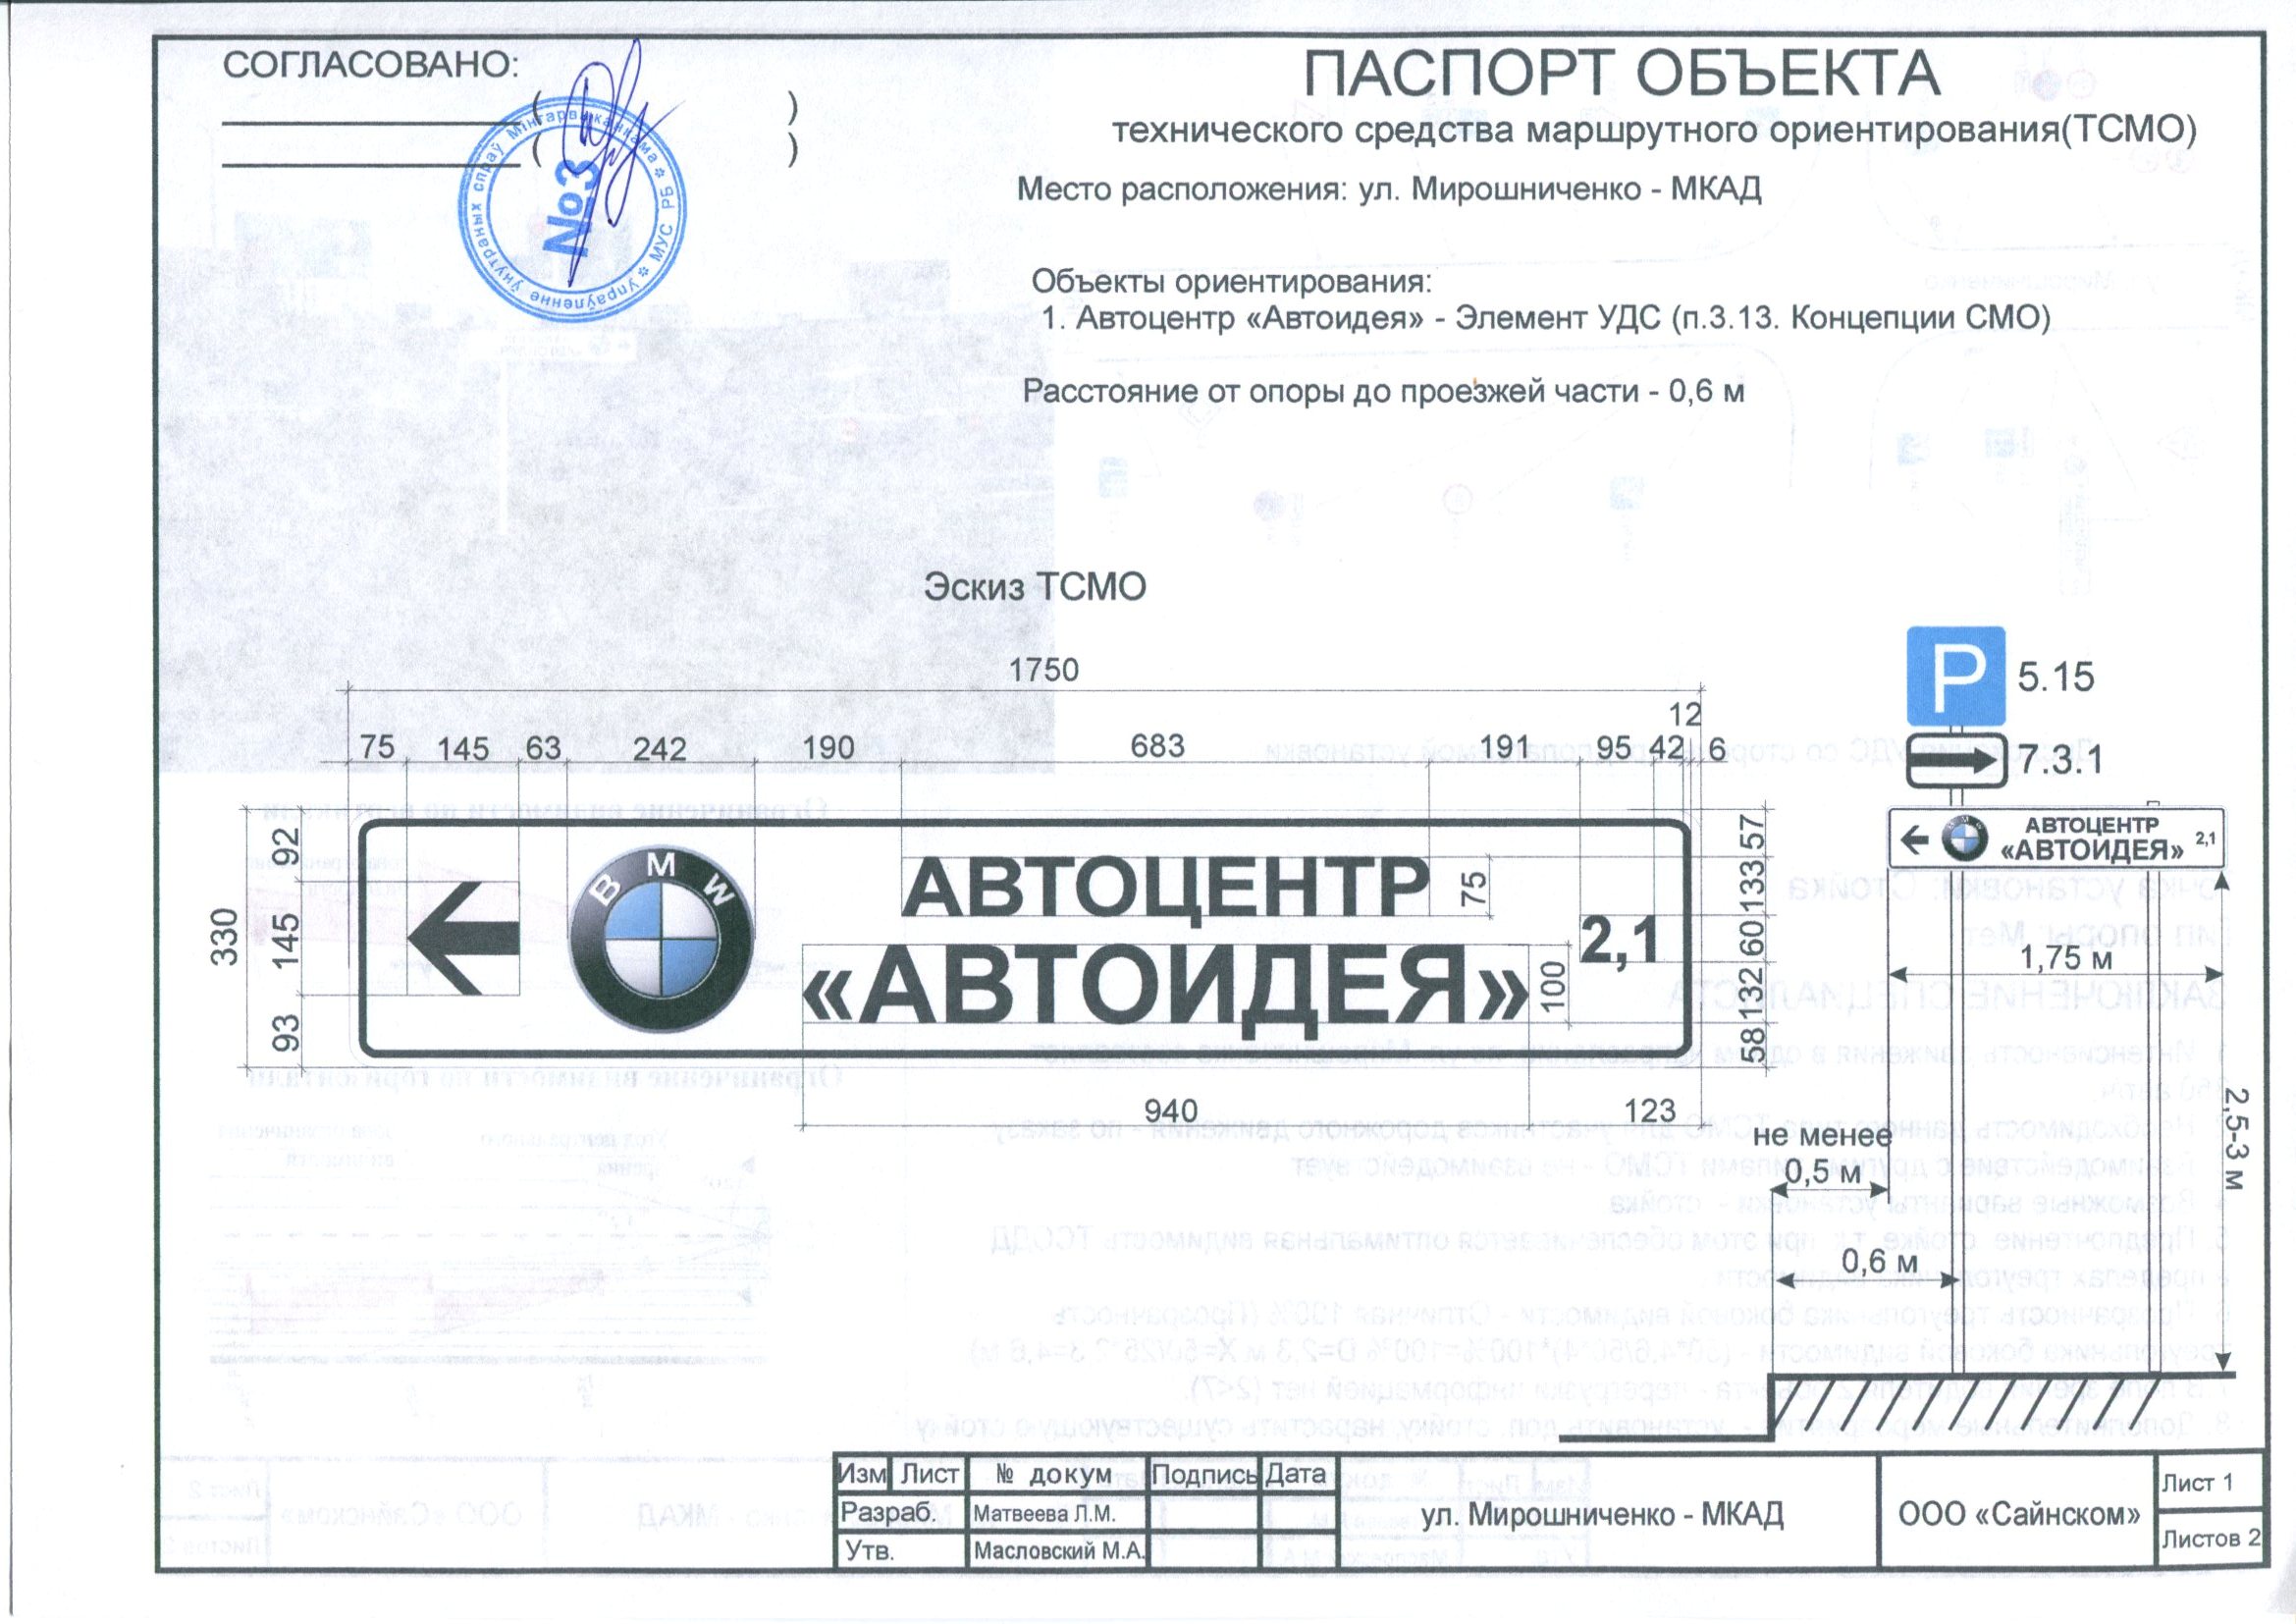 СОГЛАСОВАНО:
( )
( )
Упраўленне ўнутраных спраў Мінгарвыканкама * МУС РБ *
№3
ПАСПОРТ ОБЪЕКТА
технического средства маршрутного ориентирования(ТСМО)
Место расположения: ул. Мирошниченко - МКАД
Объекты ориентирования:
1. Автоцентр «Автоидея» - Элемент УДС (п.3.13. Концепции СМО)
Расстояние от опоры до проезжей части - 0,6 м
Эскиз ТСМО
1750
12
75 145 63 242 190 683 191 95 42 6
330
92
145
93
B M W
АВТОЦЕНТР
«АВТОИДЕЯ»
2,1
75
100
57
133
60
132
58
940
123
P
5.15
7.3.1
АВТОЦЕНТР
«АВТОИДЕЯ»
2,1
1,75 м
2,5-3 м
не менее
0,5 м
0,6 м
Изм Лист № докум Подпись Дата
Разраб. Матвеева Л.М.
Утв. Масловский М.А.
ул. Мирошниченко - МКАД
ООО «Сайнском»
Лист 1
Листов 2